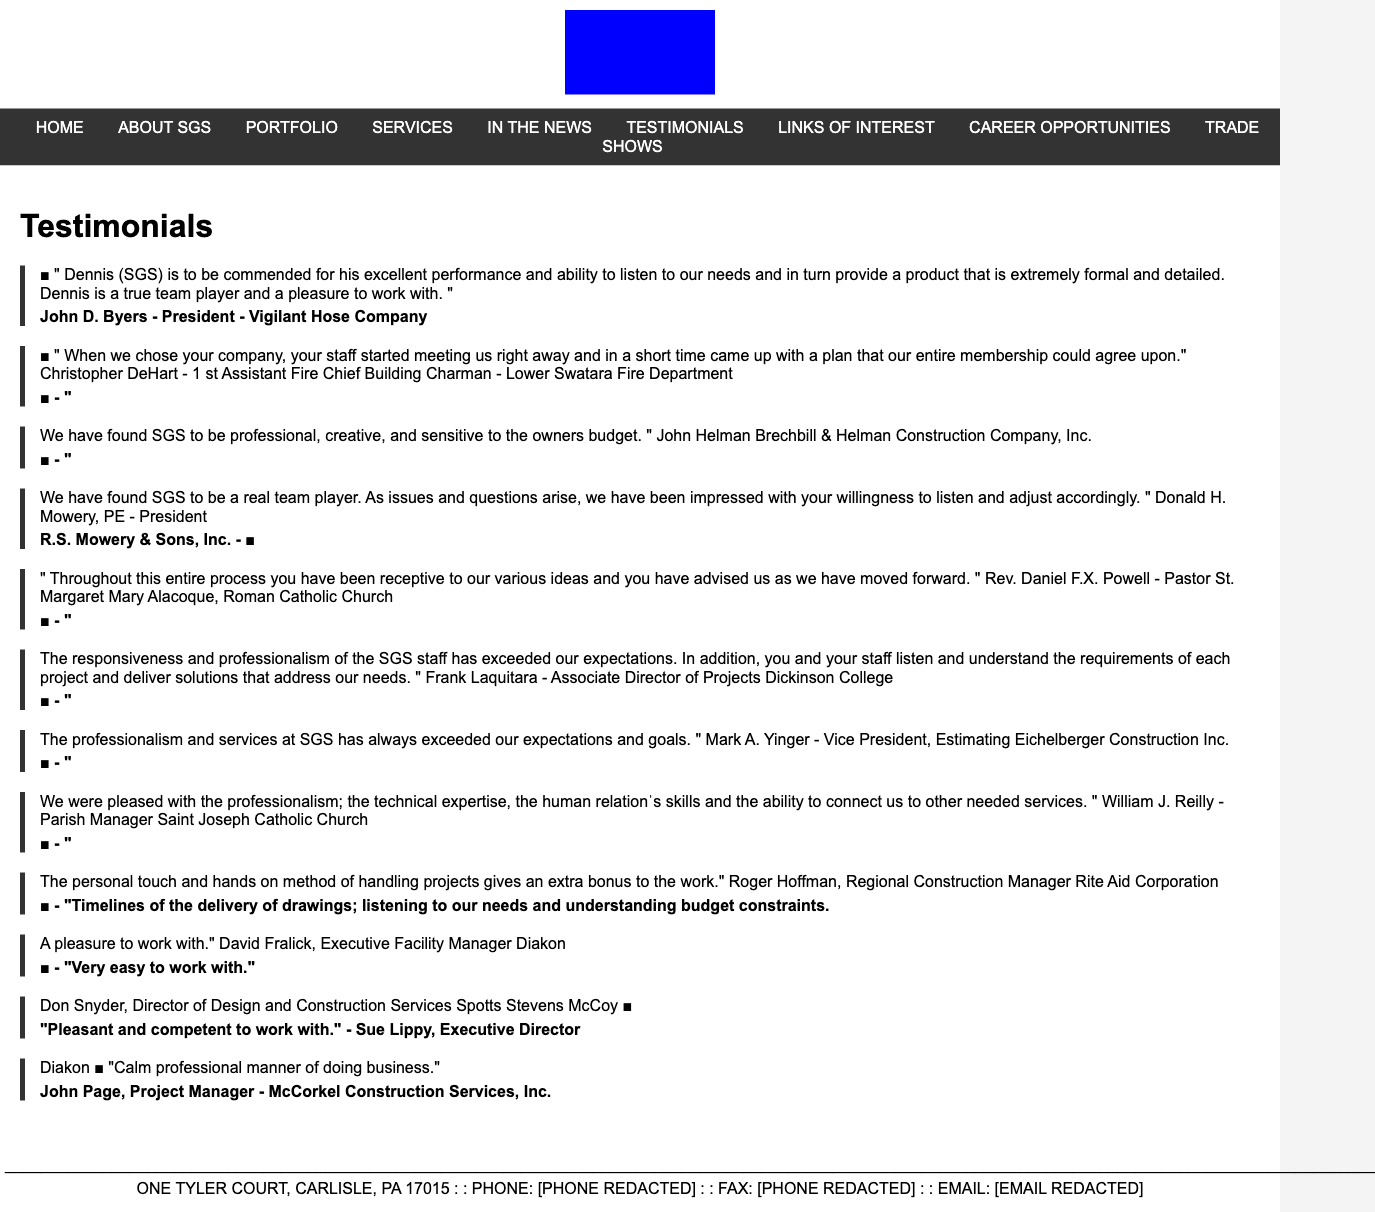 HOME ABOUT SGS PORTFOLIO SERVICES IN THE NEWS TESTIMONIALS LINKS OF INTEREST CAREER OPPORTUNITIES TRADE
SHOWS
Testimonials
■ " Dennis (SGS) is to be commended for his excellent performance and ability to listen to our needs and in turn provide a product that is extremely formal and detailed.
Dennis is a true team player and a pleasure to work with. "
John D. Byers - President - Vigilant Hose Company
■ " When we chose your company, your staff started meeting us right away and in a short time came up with a plan that our entire membership could agree upon."
Christopher DeHart - 1 st Assistant Fire Chief Building Charman - Lower Swatara Fire Department
■ - "
We have found SGS to be professional, creative, and sensitive to the owners budget. " John Helman Brechbill & Helman Construction Company, Inc.
■ - "
We have found SGS to be a real team player. As issues and questions arise, we have been impressed with your willingness to listen and adjust accordingly. " Donald H.
Mowery, PE - President
R.S. Mowery & Sons, Inc. - ■
" Throughout this entire process you have been receptive to our various ideas and you have advised us as we have moved forward. " Rev. Daniel F.X. Powell - Pastor St.
Margaret Mary Alacoque, Roman Catholic Church
■ - "
The responsiveness and professionalism of the SGS staff has exceeded our expectations. In addition, you and your staff listen and understand the requirements of each
project and deliver solutions that address our needs. " Frank Laquitara - Associate Director of Projects Dickinson College
■ - "
The professionalism and services at SGS has always exceeded our expectations and goals. " Mark A. Yinger - Vice President, Estimating Eichelberger Construction Inc.
■ - "
We were pleased with the professionalism; the technical expertise, the human relation˙s skills and the ability to connect us to other needed services. " William J. Reilly -
Parish Manager Saint Joseph Catholic Church
■ - "
The personal touch and hands on method of handling projects gives an extra bonus to the work." Roger Hoffman, Regional Construction Manager Rite Aid Corporation
■ - "Timelines of the delivery of drawings; listening to our needs and understanding budget constraints.
A pleasure to work with." David Fralick, Executive Facility Manager Diakon
■ - "Very easy to work with."
Don Snyder, Director of Design and Construction Services Spotts Stevens McCoy ■
"Pleasant and competent to work with." - Sue Lippy, Executive Director
Diakon ■ "Calm professional manner of doing business."
John Page, Project Manager - McCorkel Construction Services, Inc.
ONE TYLER COURT, CARLISLE, PA 17015 : : PHONE: [PHONE REDACTED] : : FAX: [PHONE REDACTED] : : EMAIL: [EMAIL REDACTED]